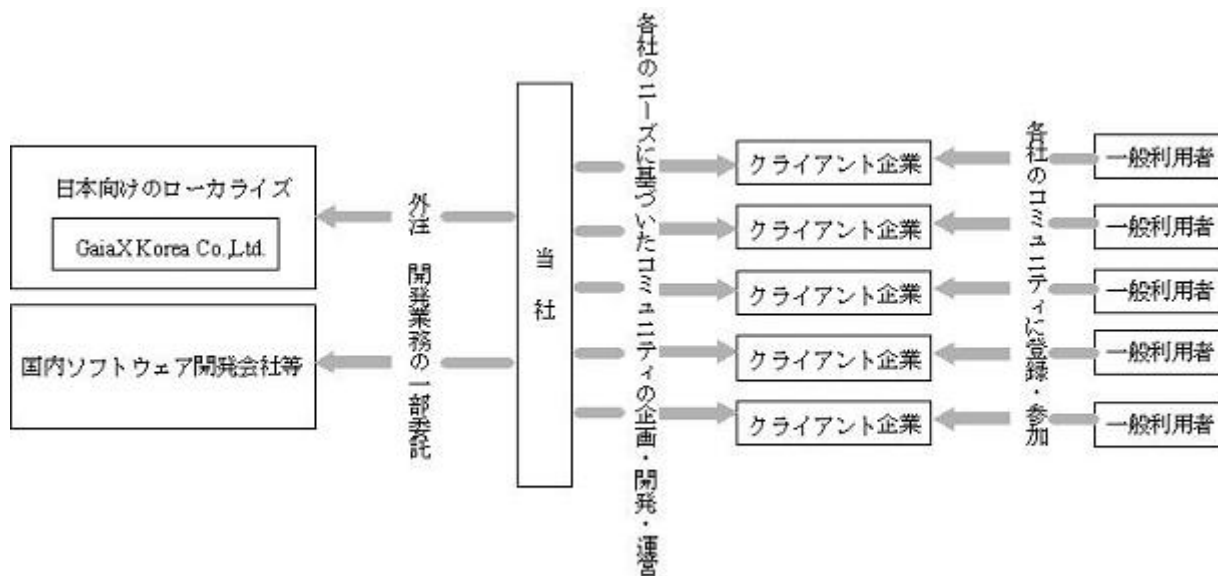 日本向けのローカライズ
GaiaX Korea Co.,Ltd.
国内ソフトウェア開発会社等
外注 開発業務の一部委託
当社
各社のニーズに基づいたコミュニティの企画・開発・運営
クライアント企業
クライアント企業
クライアント企業
クライアント企業
クライアント企業
各社のコミュニティに登録・参加
一般利用者
一般利用者
一般利用者
一般利用者
一般利用者